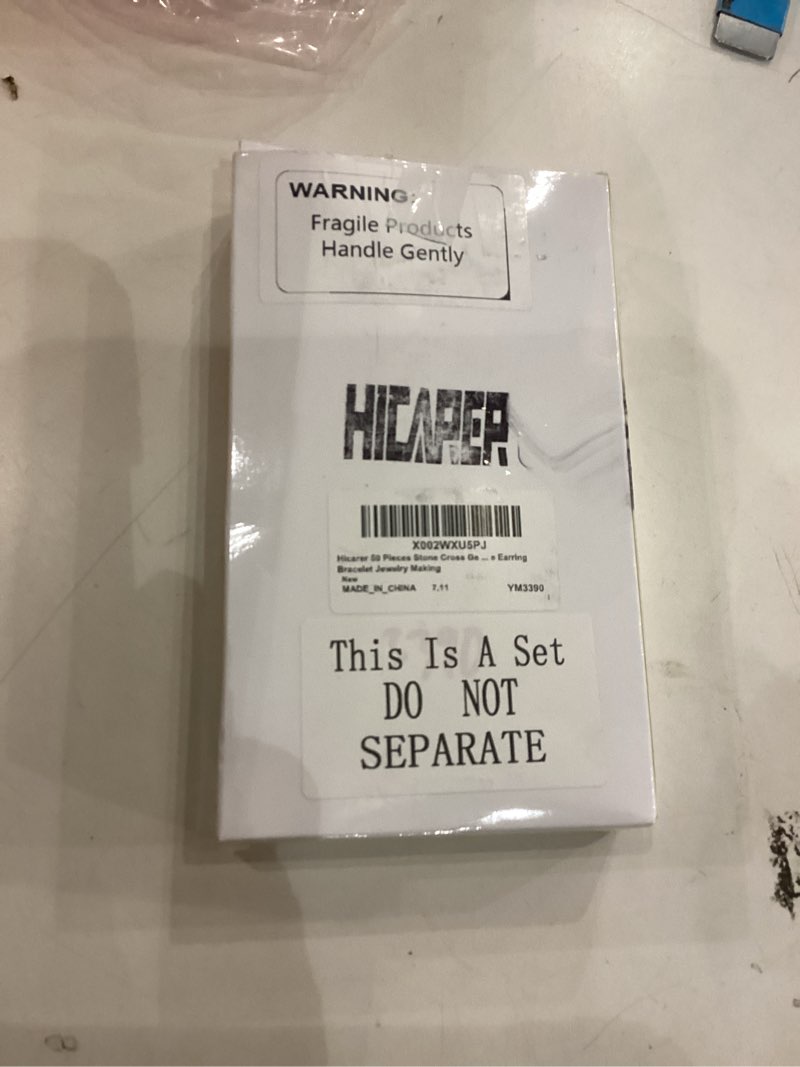 WARNING:
Fragile Products
Handle Gently
HICARER
X002WXU5PJ
Hicarer 50 Pieces Stone Cross Ge ... e Earring
Bracelet Jewelry Making
New
MADE_IN_CHINA 7.11 YM3390
This Is A Set
DO NOT
SEPARATE